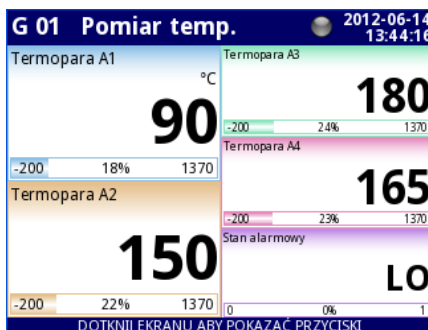 G 01 Pomiar temp.
2012-06-14
13:44:16
Termopara A1
°C
90
-200 18% 1370
Termopara A2
150
-200 22% 1370
Termopara A3
180
-200 24% 1370
Termopara A4
165
-200 23% 1370
Stan alarmowy
LO
0 0% 1
DOTKNIJ EKRANU ABY POKAZAĆ PRZYCISKI